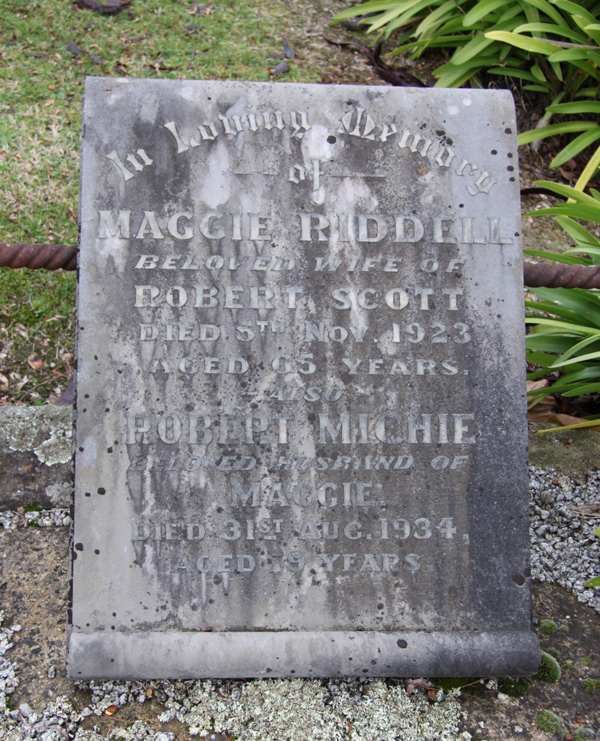 In Loving Memory
of
MAGGIE RIDDELL
BELOVED WIFE OF
ROBERT SCOTT
DIED 5TH NOV. 1923
AGED 65 YEARS.
ALSO
ROBERT MICHIE
BELOVED HUSBAND OF
MAGGIE.
DIED 31ST AUG. 1934,
AGED 79 YEARS.